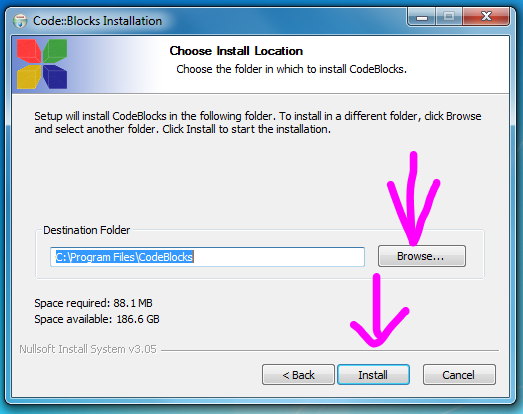 Code::Blocks Installation
Choose Install Location
Choose the folder in which to install CodeBlocks.
Setup will install CodeBlocks in the following folder. To install in a different folder, click Browse
and select another folder. Click Install to start the installation.
Destination Folder
C:\Program Files\CodeBlocks
Browse...
Space required: 88.1 MB
Space available: 186.6 GB
Nullsoft Install System v3.05
< Back
Install
Cancel